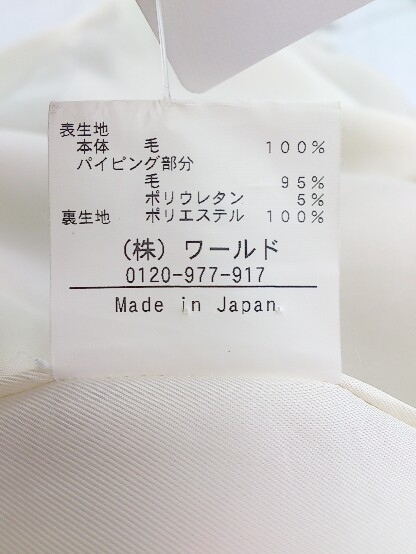 表生地
本体　毛　１００％
パイピング部分
毛　９５％
ポリウレタン　５％
裏生地　ポリエステル　１００％
（株）ワールド
0120-977-917
Made in Japan